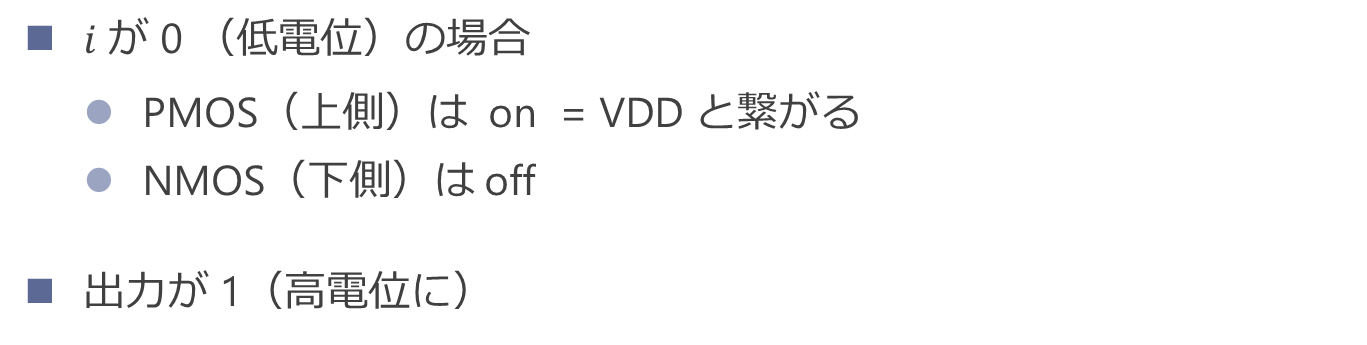 i が 0 （低電位）の場合
PMOS（上側）は on = VDD と繋がる
NMOS（下側）は off
出力が 1（高電位に）